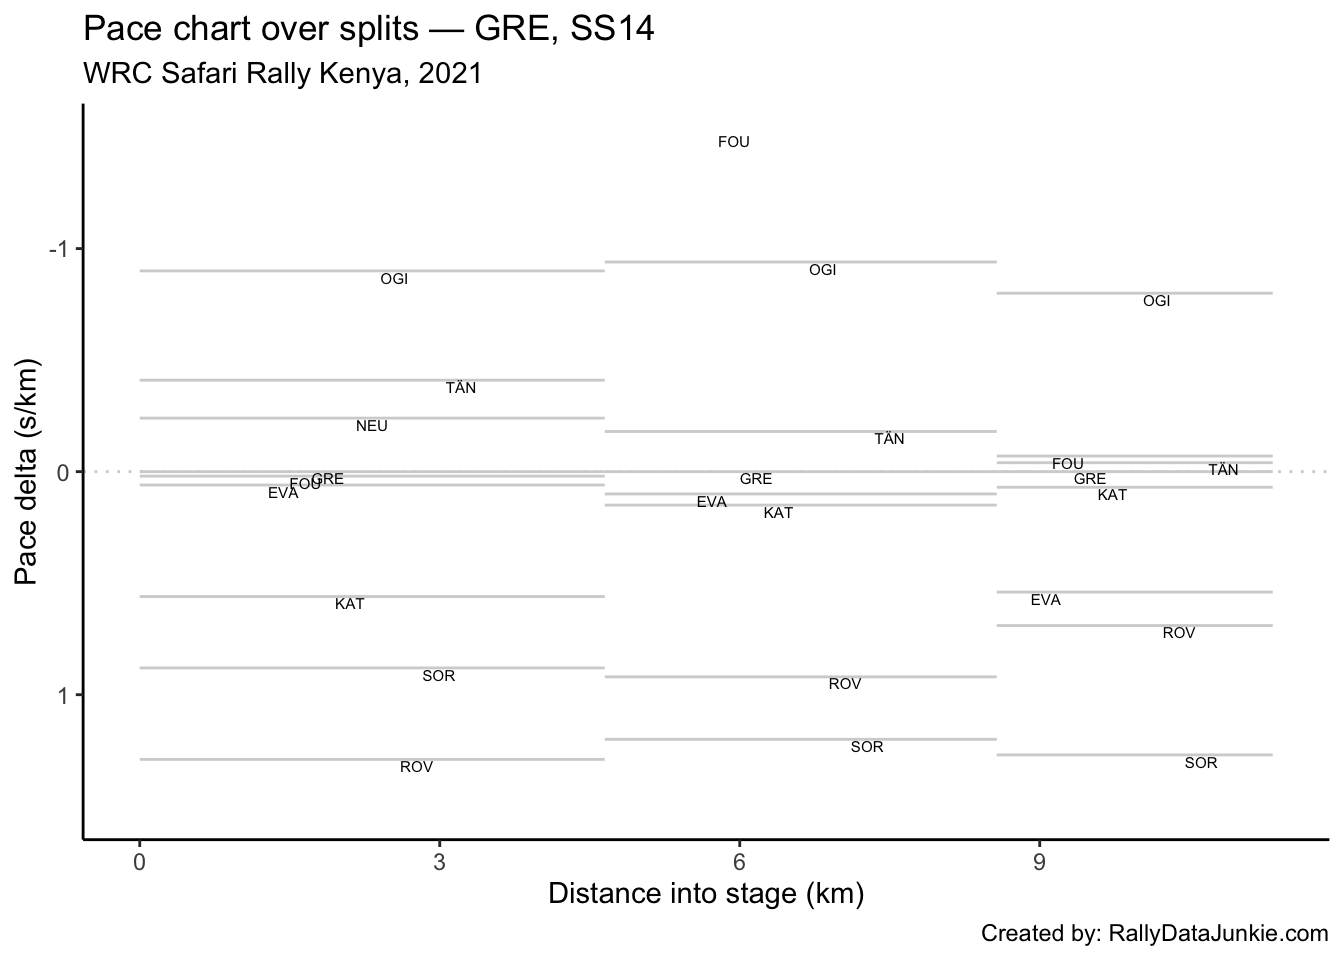 Pace chart over splits — GRE, SS14
WRC Safari Rally Kenya, 2021
FOU
-1
OGI
OGI
OGI
TÄN
NEU
TÄN
FOU
TÄN
0
GRE
GRE
GRE
FOU
EVA
EVA
KAT
KAT
KAT
EVA
ROV
SOR
ROV
1
SOR
ROV
SOR
0 3 6 9
Distance into stage (km)
Pace delta (s/km)
Created by: RallyDataJunkie.com